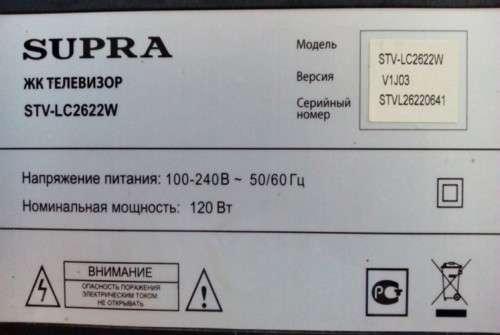 SUPRA
ЖК ТЕЛЕВИЗОР
STV-LC2622W
Модель STV-LC2622W
Версия V1J03
Серийный номер STVL26220641
Напряжение питания: 100-240В ~ 50/60 Гц
Номинальная мощность: 120 Вт
ВНИМАНИЕ
ОПАСНОСТЬ ПОРАЖЕНИЯ
ЭЛЕКТРИЧЕСКИМ ТОКОМ
НЕ ОТКРЫВАТЬ